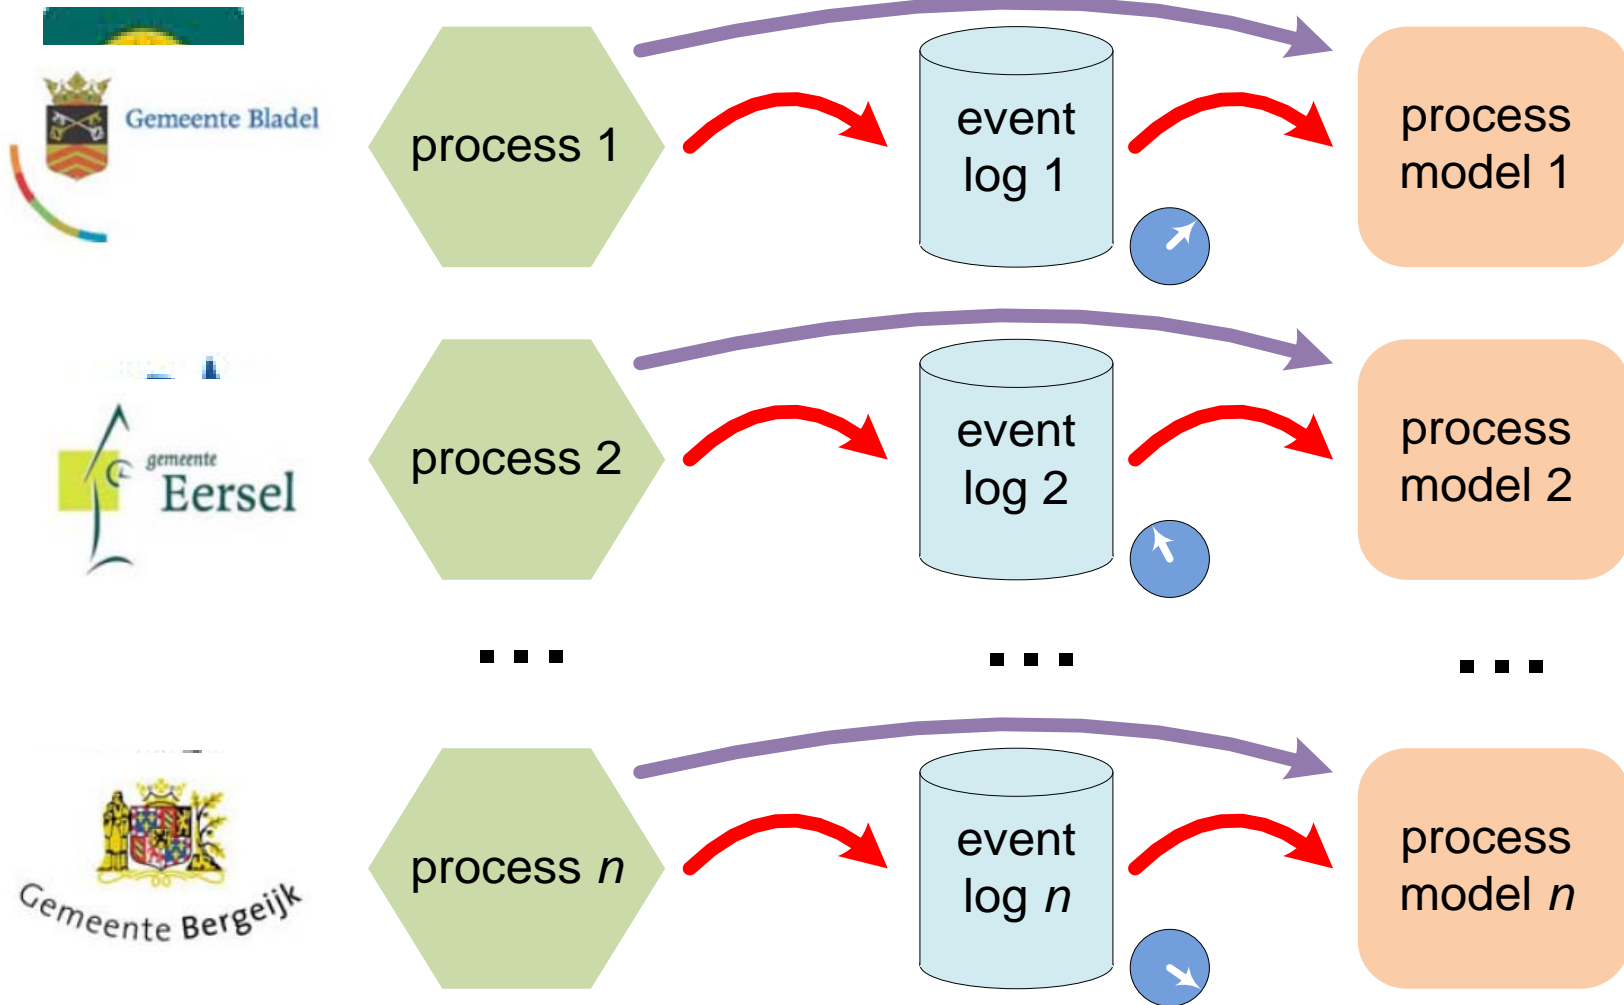 Gemeente Bladel
process 1
event
log 1
process
model 1
gemeente
Eersel
process 2
event
log 2
process
model 2
...
...
...
Gemeente Bergeijk
process n
event
log n
process
model n